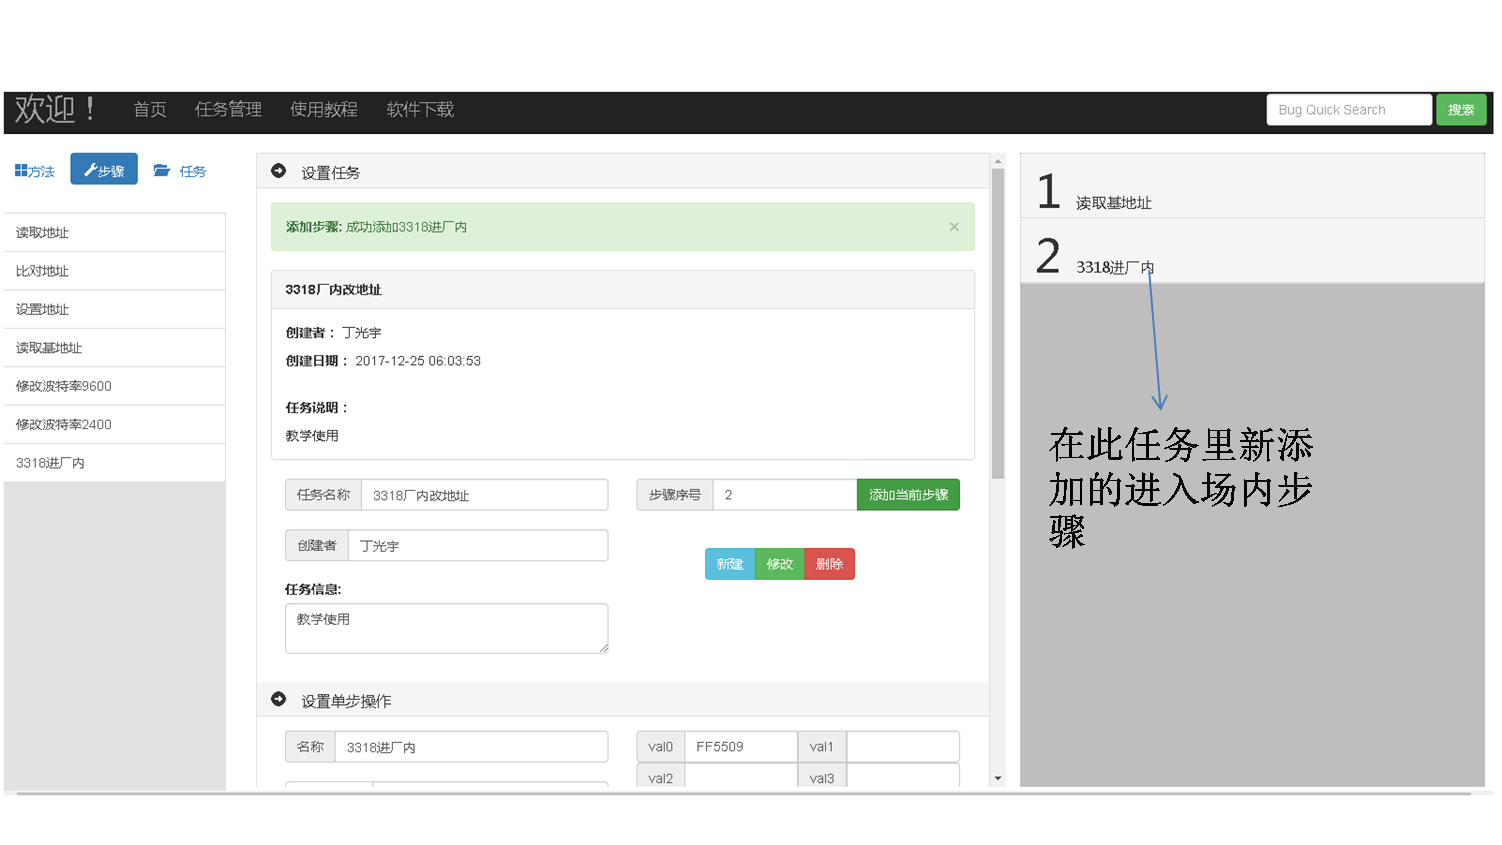 欢迎！ 首页 任务管理 使用教程 软件下载 Bug Quick Search 搜索
方法 步骤 任务
读取地址
比对地址
设置地址
读取基地址
修改波特率9600
修改波特率2400
3318进厂内
设置任务
添加步骤: 成功添加3318进厂内 ×
3318厂内改地址
创建者： 丁光宇
创建日期： 2017-12-25 06:03:53
任务说明：
教学使用
任务名称 3318厂内改地址
步骤序号 2 添加当前步骤
创建者 丁光宇
新建 修改 删除
任务信息:
教学使用
设置单步操作
名称 3318进厂内
val0 FF5509 val1
val2 val3
1 读取基地址
2 3318进厂内
在此任务里新添
加的进入场内步
骤